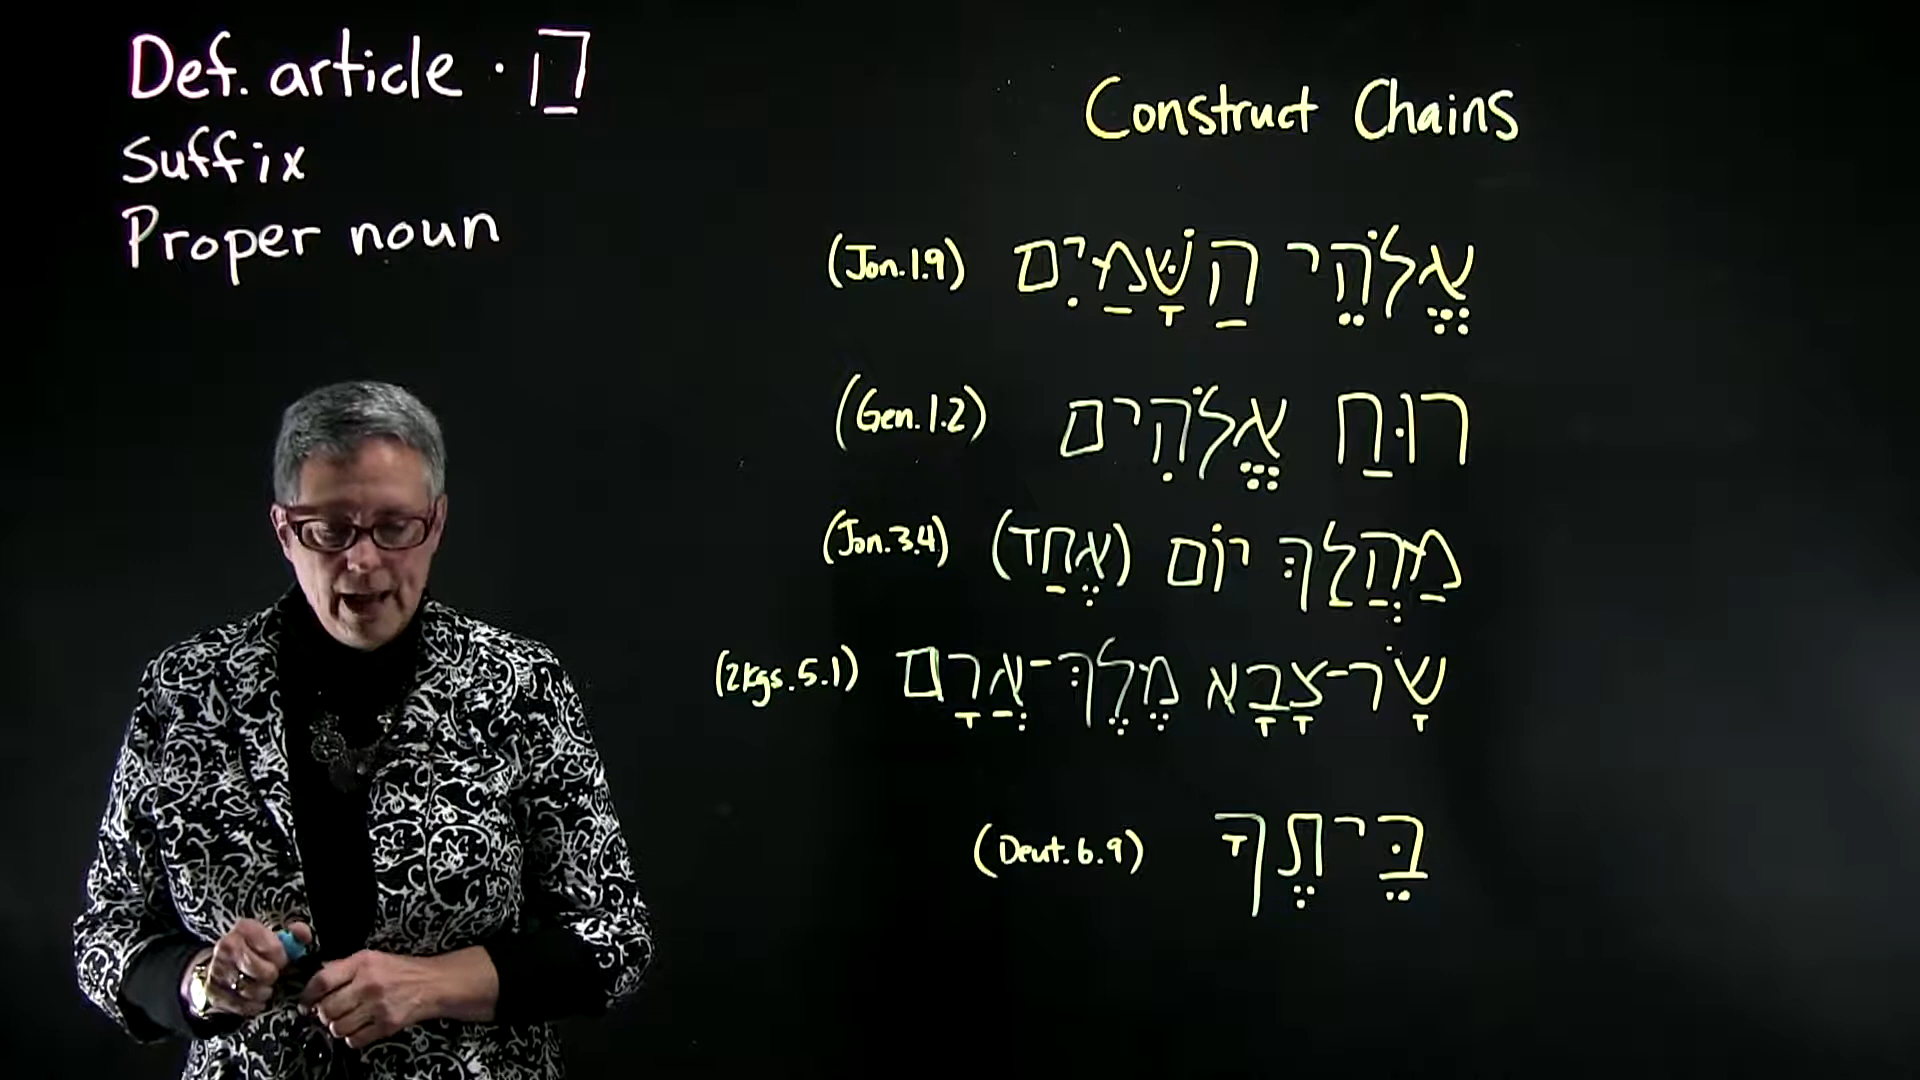 Def. article · הַ
Suffix
Proper noun
Construct Chains
אֱלֹהֵי הַשָּׁמַיִם (Jon.1.9)
רוּחַ אֱלֹהִים (Gen.1.2)
מַהֲלַךְ יוֹם (אֶחַד) (Jon.3.4)
שָׂר-צָבָא מֶלֶךְ-אֲרָם (2kgs.5.1)
בֵּיתֶךָ (Deut.6.9)